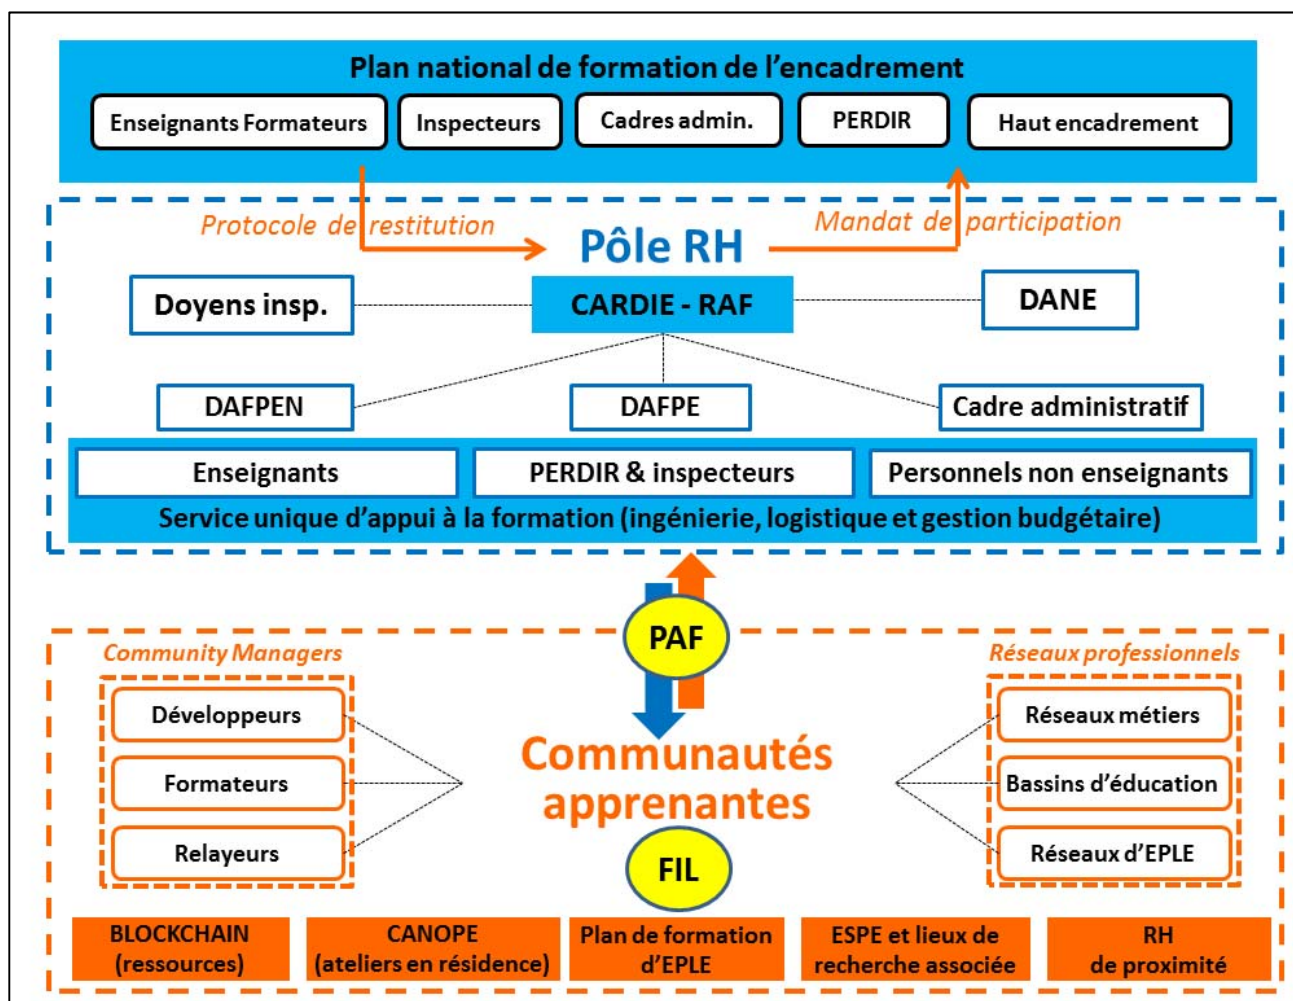 Plan national de formation de l'encadrement
Enseignants Formateurs
Inspecteurs
Cadres admin.
PERDIR
Haut encadrement
Protocole de restitution
Mandat de participation
Pôle RH
Doyens insp.
CARDIE - RAF
DANE
DAFPEN
DAFPE
Cadre administratif
Enseignants
PERDIR & inspecteurs
Personnels non enseignants
Service unique d'appui à la formation (ingénierie, logistique et gestion budgétaire)
PAF
Community Managers
Développeurs
Formateurs
Relayeurs
Réseaux professionnels
Réseaux métiers
Bassins d'éducation
Réseaux d'EPLE
Communautés
apprenantes
FIL
BLOCKCHAIN
(ressources)
CANOPE
(ateliers en résidence)
Plan de formation
d'EPLE
ESPE et lieux de
recherche associée
RH
de proximité